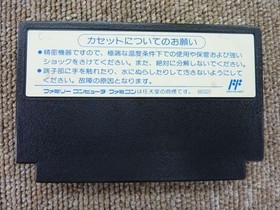 カセットについてのお願い
●精密機器ですので、極端な温度条件下での使用や保管および強い
ショックをさけてください。また、絶対に分解しないでください。
●端子部に手を触れたり、水にぬらしたりして汚さないようにして
ください。故障の原因となります。
ファミリーコンピュータ ファミコンは任天堂の商標です。
FF